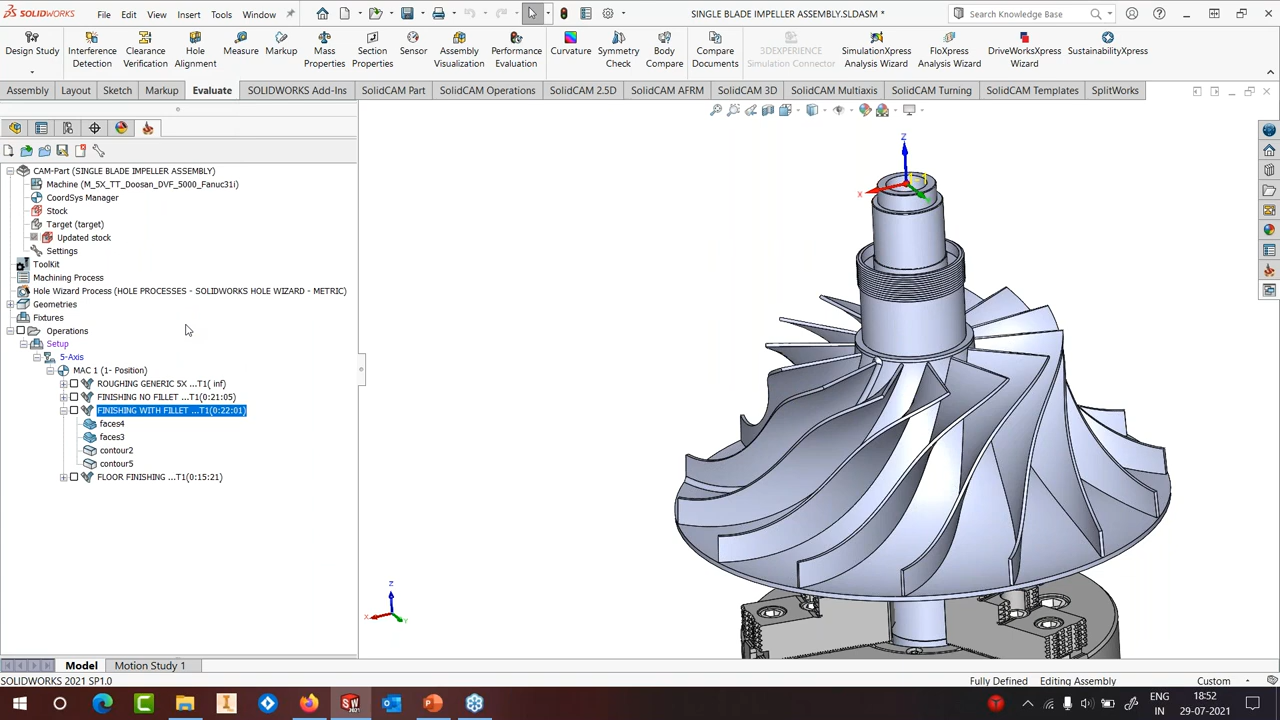 SOLIDWORKS File Edit View Insert Tools Window SINGLE BLADE IMPELLER ASSEMBLY.SLDASM * Search Knowledge Base
Design Study
Interference Detection
Clearance Verification
Hole Alignment
Measure
Markup
Mass Properties
Section Properties
Sensor
Assembly Visualization
Performance Evaluation
Curvature
Symmetry Check
Body Compare
Compare Documents
3DEXPERIENCE Simulation Connector
SimulationXpress Analysis Wizard
FloXpress Analysis Wizard
DriveWorksXpress Wizard
SustainabilityXpress
Assembly Layout Sketch Markup Evaluate SOLIDWORKS Add-Ins SolidCAM Part SolidCAM Operations SolidCAM 2.5D SolidCAM AFRM SolidCAM 3D SolidCAM Multiaxis SolidCAM Turning SolidCAM Templates SplitWorks
CAM-Part (SINGLE BLADE IMPELLER ASSEMBLY)
Machine (M_5X_TT_Doosan_DVF_5000_Fanuc31i)
CoordSys Manager
Stock
Target (target)
Updated stock
Settings
ToolKit
Machining Process
Hole Wizard Process (HOLE PROCESSES - SOLIDWORKS HOLE WIZARD - METRIC)
Geometries
Fixtures
Operations
Setup
5-Axis
MAC 1 (1- Position)
ROUGHING GENERIC 5X ...T1( inf)
FINISHING NO FILLET ...T1(0:21:05)
FINISHING WITH FILLET ...T1(0:22:01)
faces4
faces3
contour2
contour5
FLOOR FINISHING ...T1(0:15:21)
Z
X
Y
Z
X
Y
Model Motion Study 1
SOLIDWORKS 2021 SP1.0 Fully Defined Editing Assembly Custom
ENG
IN
18:52
29-07-2021